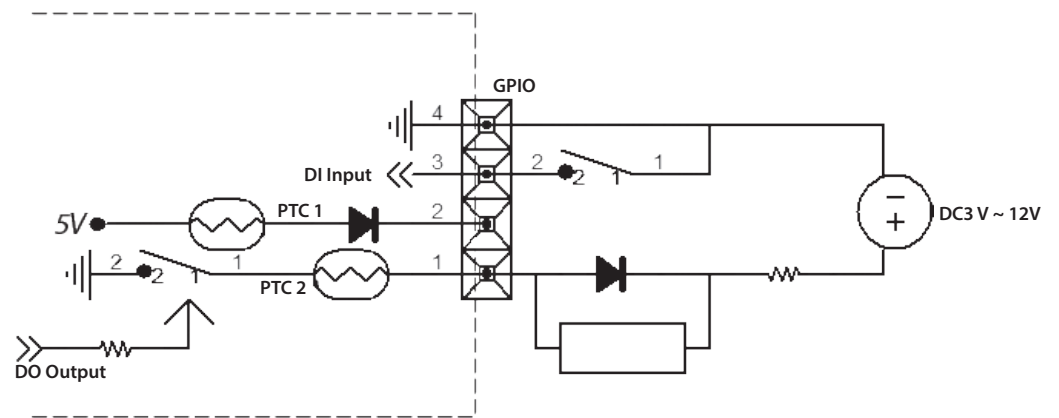 GPIO
4
DI Input
3
2
1
2
1
DC3 V ~ 12V
5V
PTC 1
2
2
2
1
1
PTC 2
1
DO Output
−
+